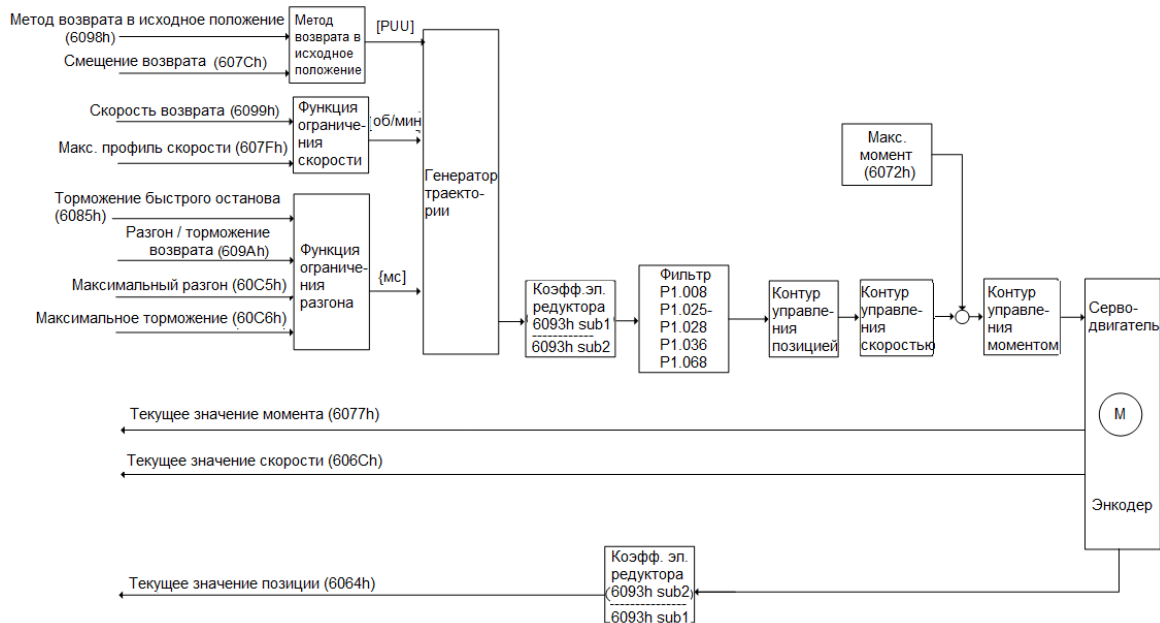 Метод возврата в исходное положение
(6098h)
Смещение возврата (607Ch)
Метод
возврата в
исходное
положение
[PUU]
Скорость возврата (6099h)
Макс. профиль скорости (607Fh)
Функция
ограниче-
ния
скорости
[об/мин]
Торможение быстрого останова
(6085h)
Разгон / торможение
возврата (609Ah)
Максимальный разгон (60C5h)
Максимальное торможение (60C6h)
Функция
ограниче-
ния
разгона
{мс]
Генератор
траекто-
рии
Коэфф.эл.
редуктора
6093h sub1
6093h sub2
Фильтр
P1.008
P1.025-
P1.028
P1.036
P1.068
Контур
управле-
ния
позицией
Контур
управле-
ния
скоростью
Макс.
момент
(6072h)
Контур
управле-
ния
моментом
Серво-
двигатель
M
Энкодер
Текущее значение момента (6077h)
Текущее значение скорости (606Ch)
Текущее значение позиции (6064h)
Коэфф. эл.
редуктора
(6093h sub2)
6093h sub1